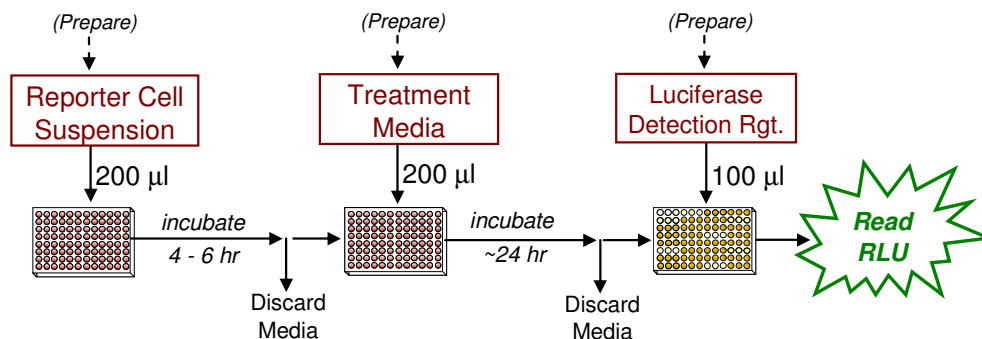 (Prepare)
(Prepare)
(Prepare)
Reporter Cell
Suspension
Treatment
Media
Luciferase
Detection Rgt.
200 µl
200 µl
100 µl
incubate
4 - 6 hr
incubate
~24 hr
Read
RLU
Discard
Media
Discard
Media